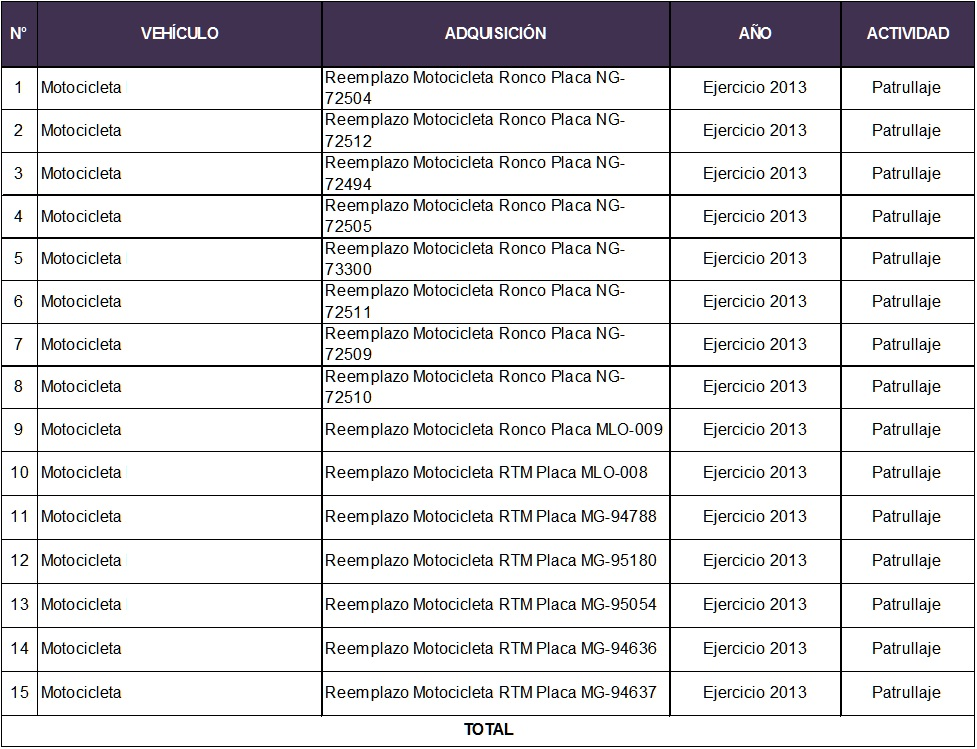 Nº VEHÍCULO ADQUISICIÓN AÑO ACTIVIDAD
1 Motocicleta Reemplazo Motocicleta Ronco Placa NG-
72504 Ejercicio 2013 Patrullaje
2 Motocicleta Reemplazo Motocicleta Ronco Placa NG-
72512 Ejercicio 2013 Patrullaje
3 Motocicleta Reemplazo Motocicleta Ronco Placa NG-
72494 Ejercicio 2013 Patrullaje
4 Motocicleta Reemplazo Motocicleta Ronco Placa NG-
72505 Ejercicio 2013 Patrullaje
5 Motocicleta Reemplazo Motocicleta Ronco Placa NG-
73300 Ejercicio 2013 Patrullaje
6 Motocicleta Reemplazo Motocicleta Ronco Placa NG-
72511 Ejercicio 2013 Patrullaje
7 Motocicleta Reemplazo Motocicleta Ronco Placa NG-
72509 Ejercicio 2013 Patrullaje
8 Motocicleta Reemplazo Motocicleta Ronco Placa NG-
72510 Ejercicio 2013 Patrullaje
9 Motocicleta Reemplazo Motocicleta Ronco Placa MLO-009 Ejercicio 2013 Patrullaje
10 Motocicleta Reemplazo Motocicleta RTM Placa MLO-008 Ejercicio 2013 Patrullaje
11 Motocicleta Reemplazo Motocicleta RTM Placa MG-94788 Ejercicio 2013 Patrullaje
12 Motocicleta Reemplazo Motocicleta RTM Placa MG-95180 Ejercicio 2013 Patrullaje
13 Motocicleta Reemplazo Motocicleta RTM Placa MG-95054 Ejercicio 2013 Patrullaje
14 Motocicleta Reemplazo Motocicleta RTM Placa MG-94636 Ejercicio 2013 Patrullaje
15 Motocicleta Reemplazo Motocicleta RTM Placa MG-94637 Ejercicio 2013 Patrullaje
TOTAL